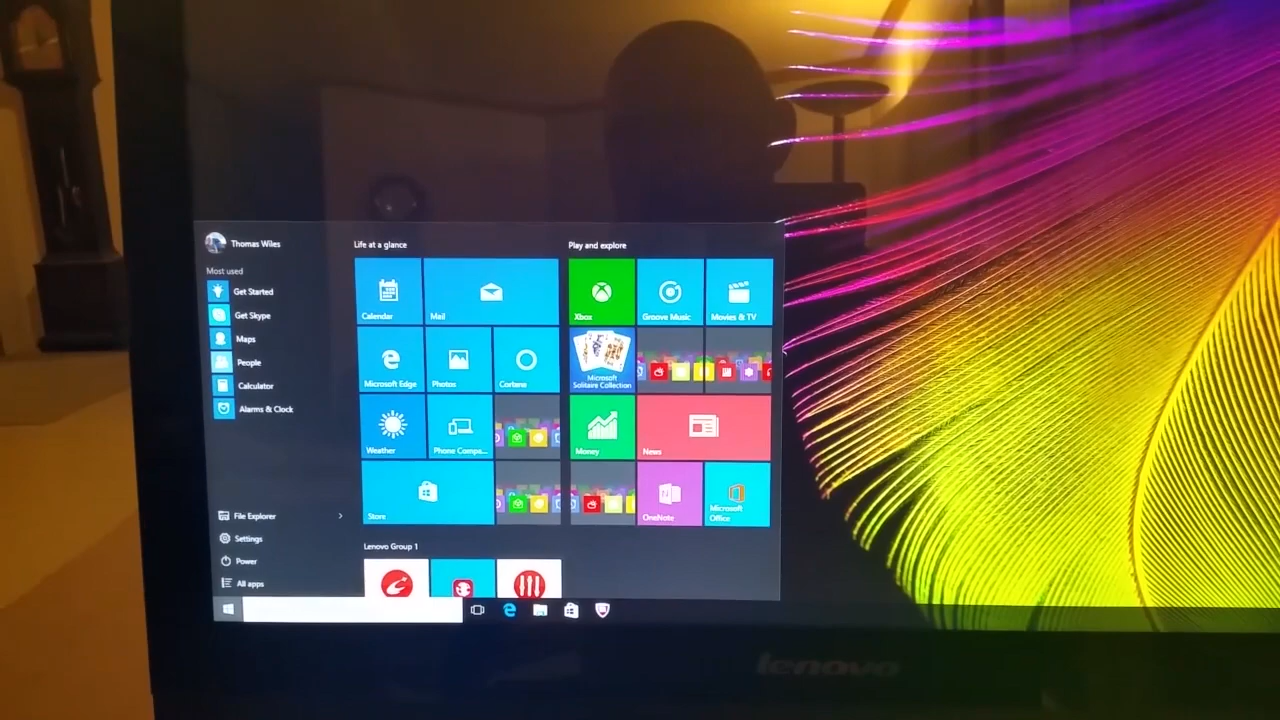 Thomas Wiles
Most used
Get Started
Get Skype
Maps
People
Calculator
Alarms & Clock
File Explorer
Settings
Power
All apps
Life at a glance
Calendar
Mail
Microsoft Edge
Photos
Cortana
Weather
Phone Compa...
Store
Lenovo Group 1
Play and explore
Xbox
Groove Music
Movies & TV
Microsoft
Solitaire Collection
Money
News
OneNote
Microsoft
Office
lenovo